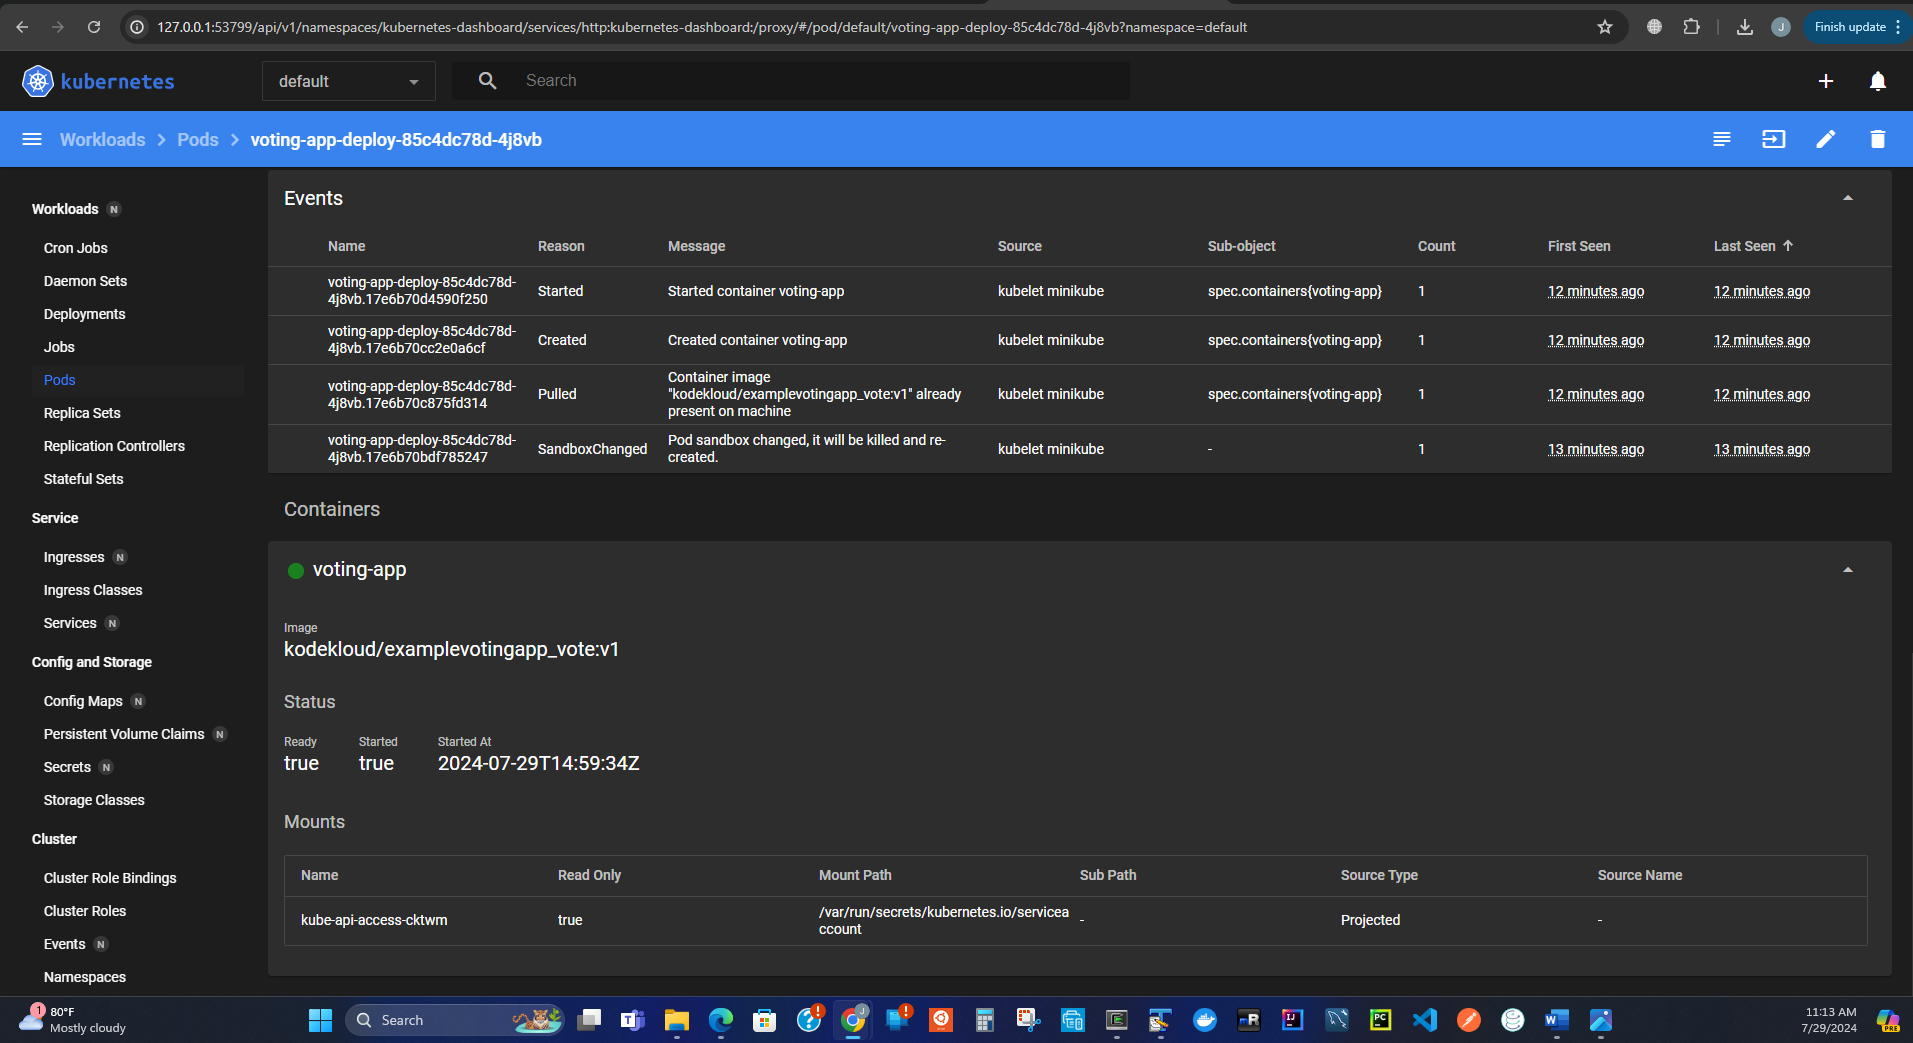 127.0.0.1:53799/api/v1/namespaces/kubernetes-dashboard/services/http:kubernetes-dashboard:/proxy/#/pod/default/voting-app-deploy-85c4dc78d-4j8vb?namespace=default
J
Finish update
kubernetes
default
Search
Workloads > Pods > voting-app-deploy-85c4dc78d-4j8vb
Workloads N
Cron Jobs
Daemon Sets
Deployments
Jobs
Pods
Replica Sets
Replication Controllers
Stateful Sets
Service
Ingresses N
Ingress Classes
Services N
Config and Storage
Config Maps N
Persistent Volume Claims N
Secrets N
Storage Classes
Cluster
Cluster Role Bindings
Cluster Roles
Events N
Namespaces
Events
Name Reason Message Source Sub-object Count First Seen Last Seen
voting-app-deploy-85c4dc78d-
4j8vb.17e6b70d4590f250
Started Started container voting-app kubelet minikube spec.containers{voting-app} 1 12 minutes ago 12 minutes ago
voting-app-deploy-85c4dc78d-
4j8vb.17e6b70cc2e0a6cf
Created Created container voting-app kubelet minikube spec.containers{voting-app} 1 12 minutes ago 12 minutes ago
voting-app-deploy-85c4dc78d-
4j8vb.17e6b70c875fd314
Pulled
Container image
"kodekloud/examplevotingapp_vote:v1" already
present on machine
kubelet minikube spec.containers{voting-app} 1 12 minutes ago 12 minutes ago
voting-app-deploy-85c4dc78d-
4j8vb.17e6b70bdf785247
SandboxChanged
Pod sandbox changed, it will be killed and re-
created.
kubelet minikube - 1 13 minutes ago 13 minutes ago
Containers
voting-app
Image
kodekloud/examplevotingapp_vote:v1
Status
Ready Started Started At
true true 2024-07-29T14:59:34Z
Mounts
Name Read Only Mount Path Sub Path Source Type Source Name
kube-api-access-cktwm true
/var/run/secrets/kubernetes.io/servicea
ccount
- Projected -
1
80°F
Mostly cloudy
Search
11:13 AM
7/29/2024